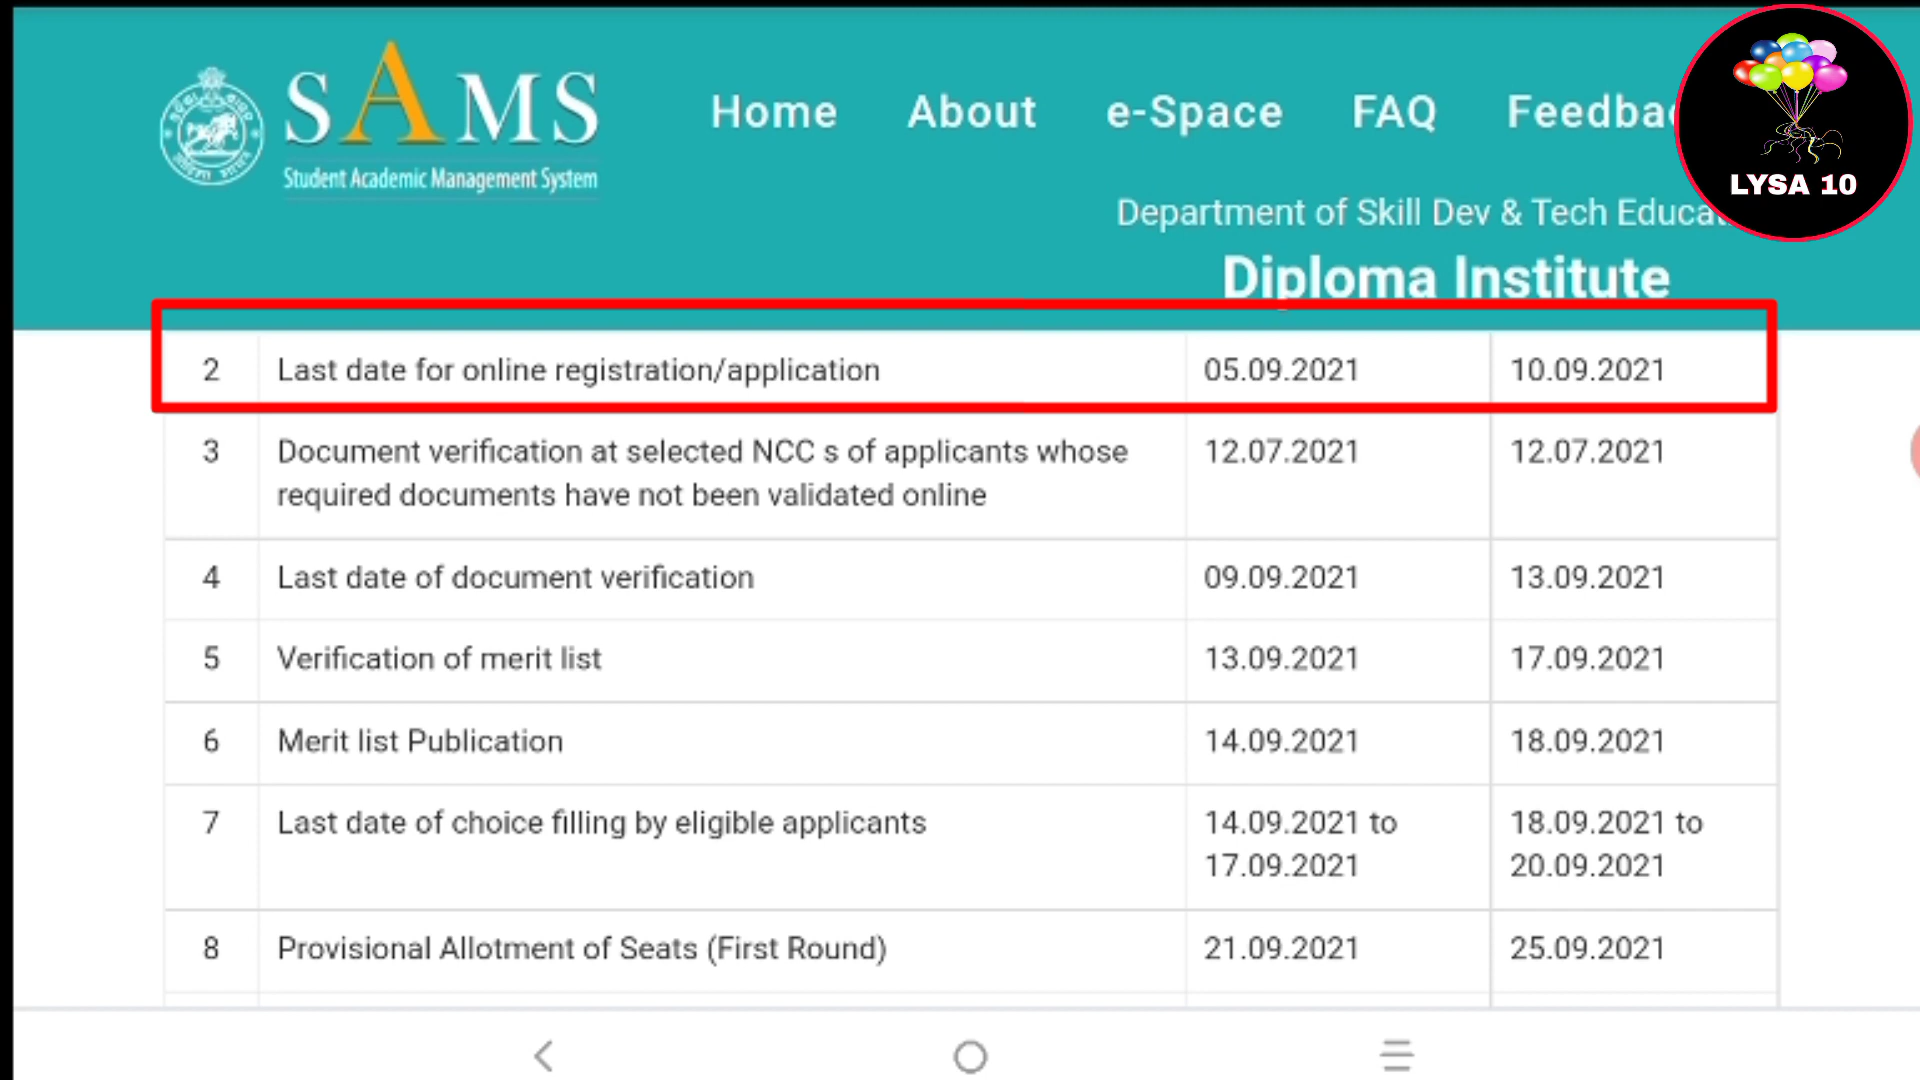 SAMS
Student Academic Management System
Home About e-Space FAQ Feedba
LYSA 10
Department of Skill Dev & Tech Educa
Diploma Institute
2 Last date for online registration/application 05.09.2021 10.09.2021
3 Document verification at selected NCC s of applicants whose 12.07.2021 12.07.2021
required documents have not been validated online
4 Last date of document verification 09.09.2021 13.09.2021
5 Verification of merit list 13.09.2021 17.09.2021
6 Merit list Publication 14.09.2021 18.09.2021
7 Last date of choice filling by eligible applicants 14.09.2021 to 18.09.2021 to
17.09.2021 20.09.2021
8 Provisional Allotment of Seats (First Round) 21.09.2021 25.09.2021